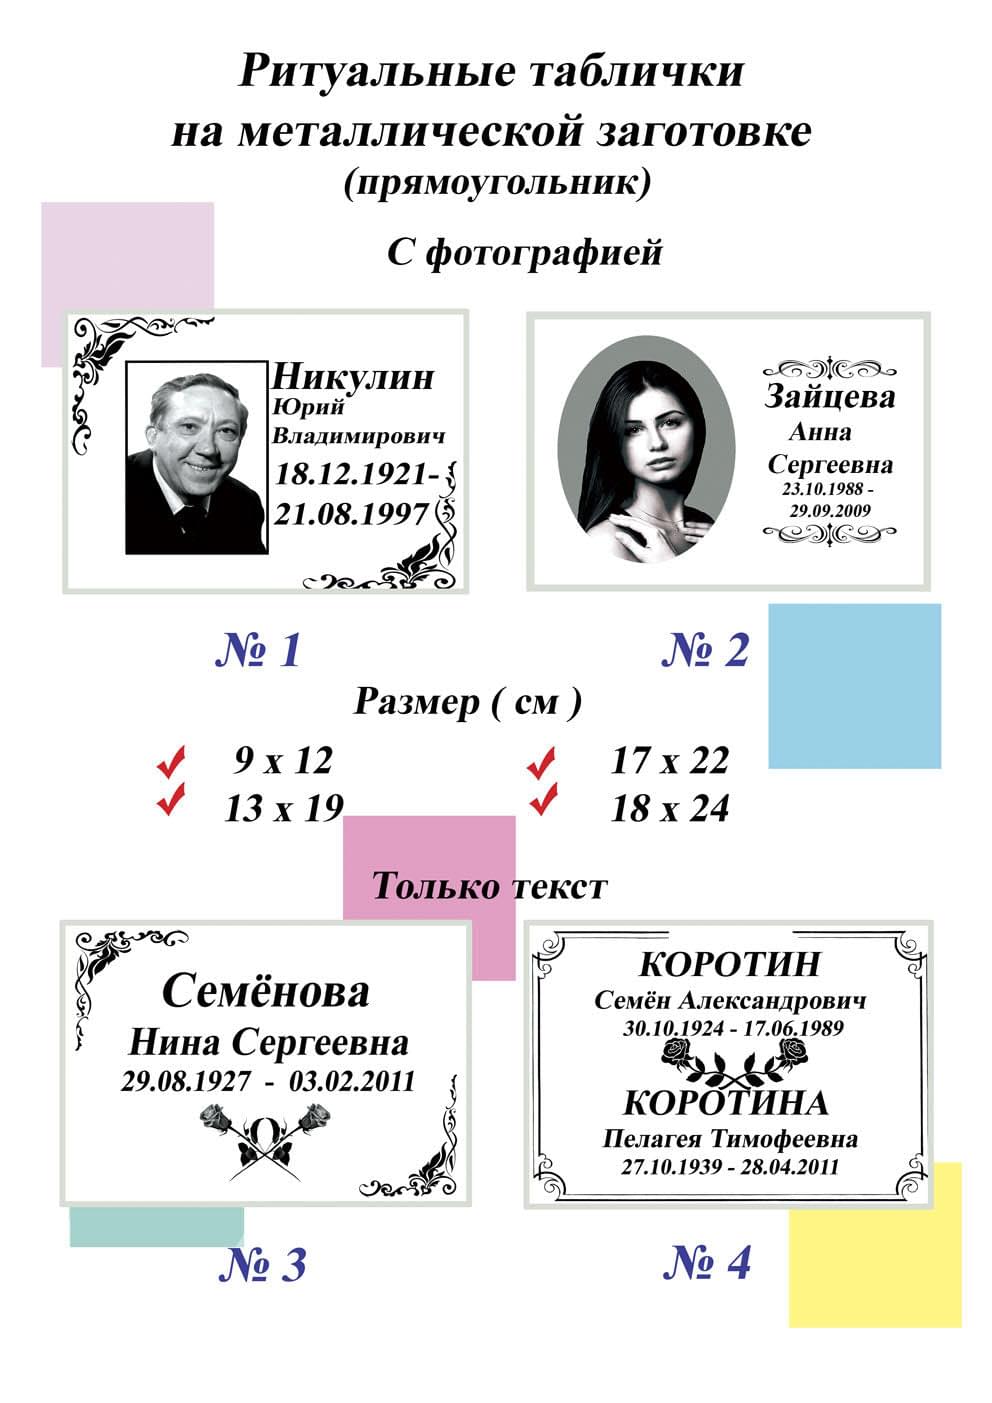 Ритуальные таблички
на металлической заготовке
(прямоугольник)
С фотографией
Никулин
Юрий
Владимирович
18.12.1921-
21.08.1997
Зайцева
Анна
Сергеевна
23.10.1988 -
29.09.2009
№ 1
№ 2
Размер ( см )
9 х 12
13 х 19
17 х 22
18 х 24
Только текст
Семёнова
Нина Сергеевна
29.08.1927 - 03.02.2011
КОРОТИН
Семён Александрович
30.10.1924 - 17.06.1989
КОРОТИНА
Пелагея Тимофеевна
27.10.1939 - 28.04.2011
№ 3
№ 4